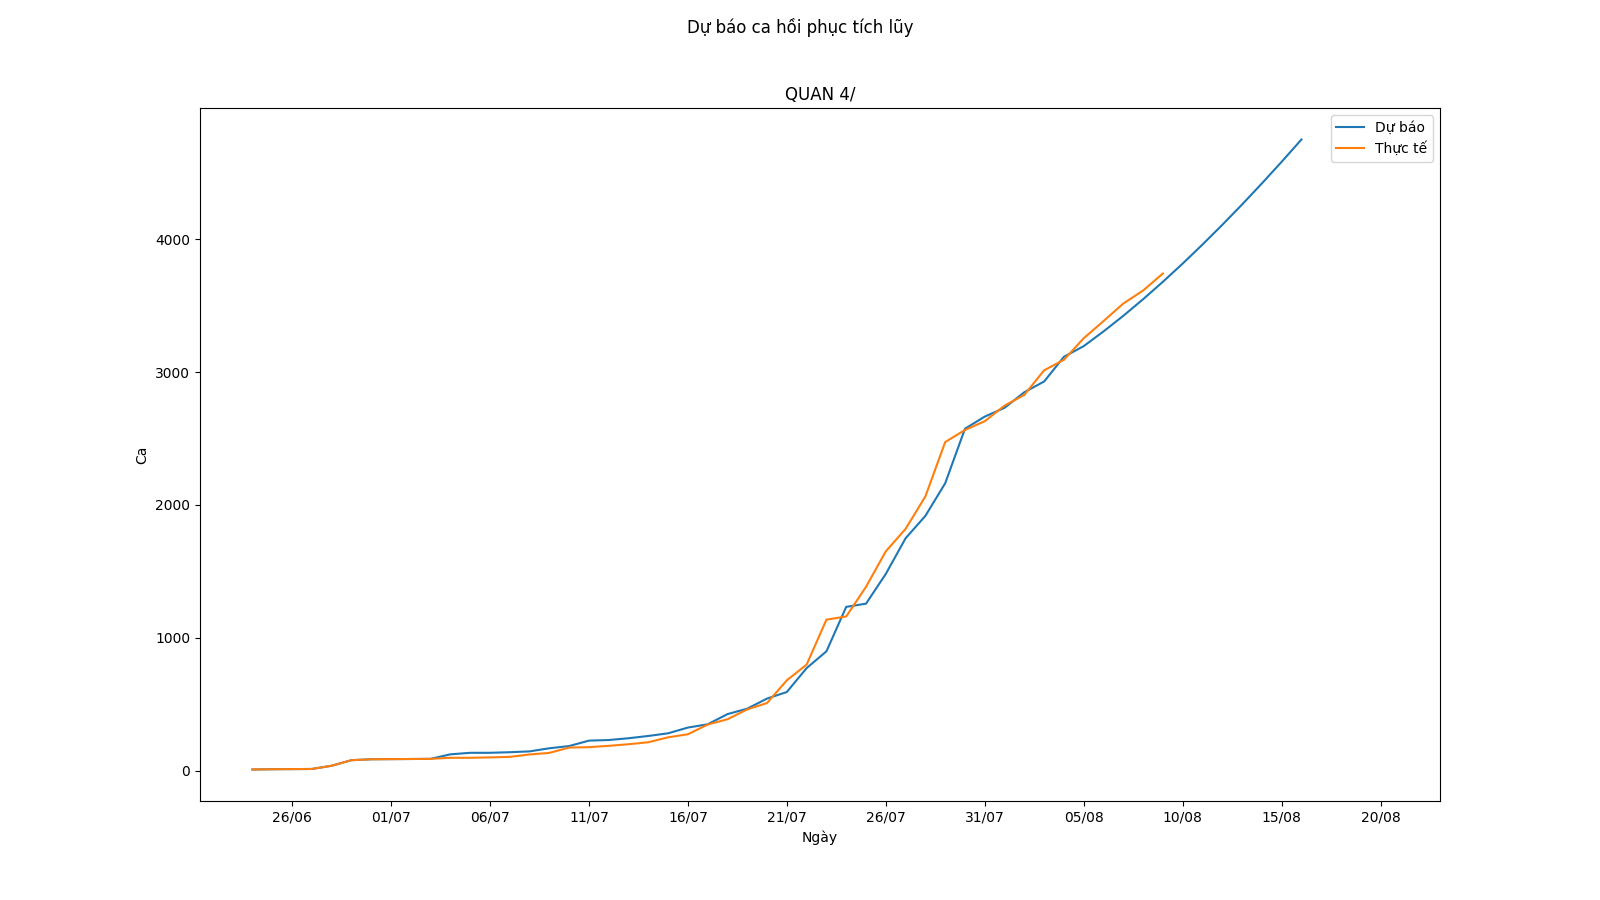 Dự báo ca hồi phục tích lũy
QUAN 4/
Dự báo
Thực tế
4000
3000
2000
1000
0
Ca
26/06 01/07 06/07 11/07 16/07 21/07 26/07 31/07 05/08 10/08 15/08 20/08
Ngày